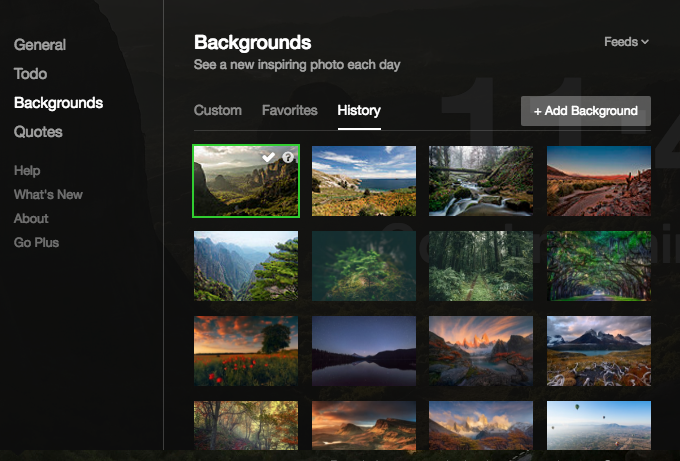 General
Todo
Backgrounds
Quotes
Help
What's New
About
Go Plus
Backgrounds
Feeds
See a new inspiring photo each day
Custom
Favorites
History
+ Add Background